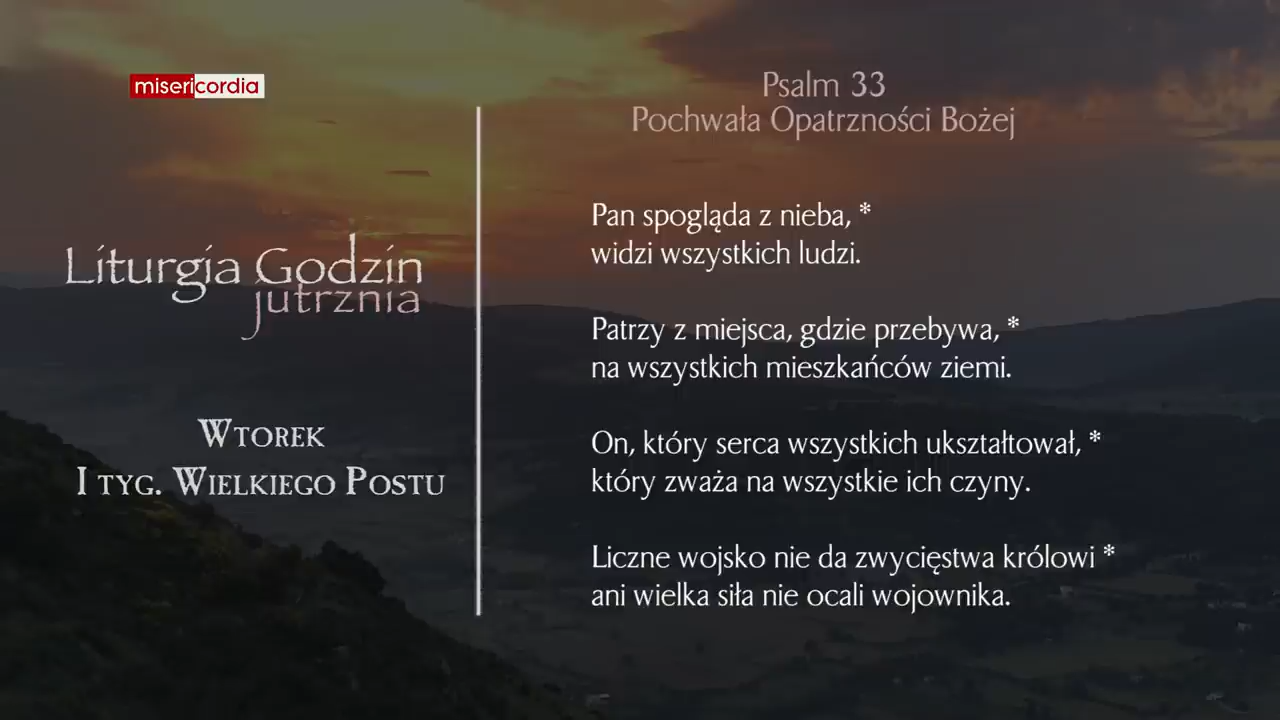 misericordia
Liturgia Godzin
jutrznia
Wtorek
I tyg. Wielkiego Postu
Psalm 33
Pochwała Opatrzności Bożej
Pan spogląda z nieba, *
widzi wszystkich ludzi.
Patrzy z miejsca, gdzie przebywa, *
na wszystkich mieszkańców ziemi.
On, który serca wszystkich ukształtował, *
który zważa na wszystkie ich czyny.
Liczne wojsko nie da zwycięstwa królowi *
ani wielka siła nie ocali wojownika.